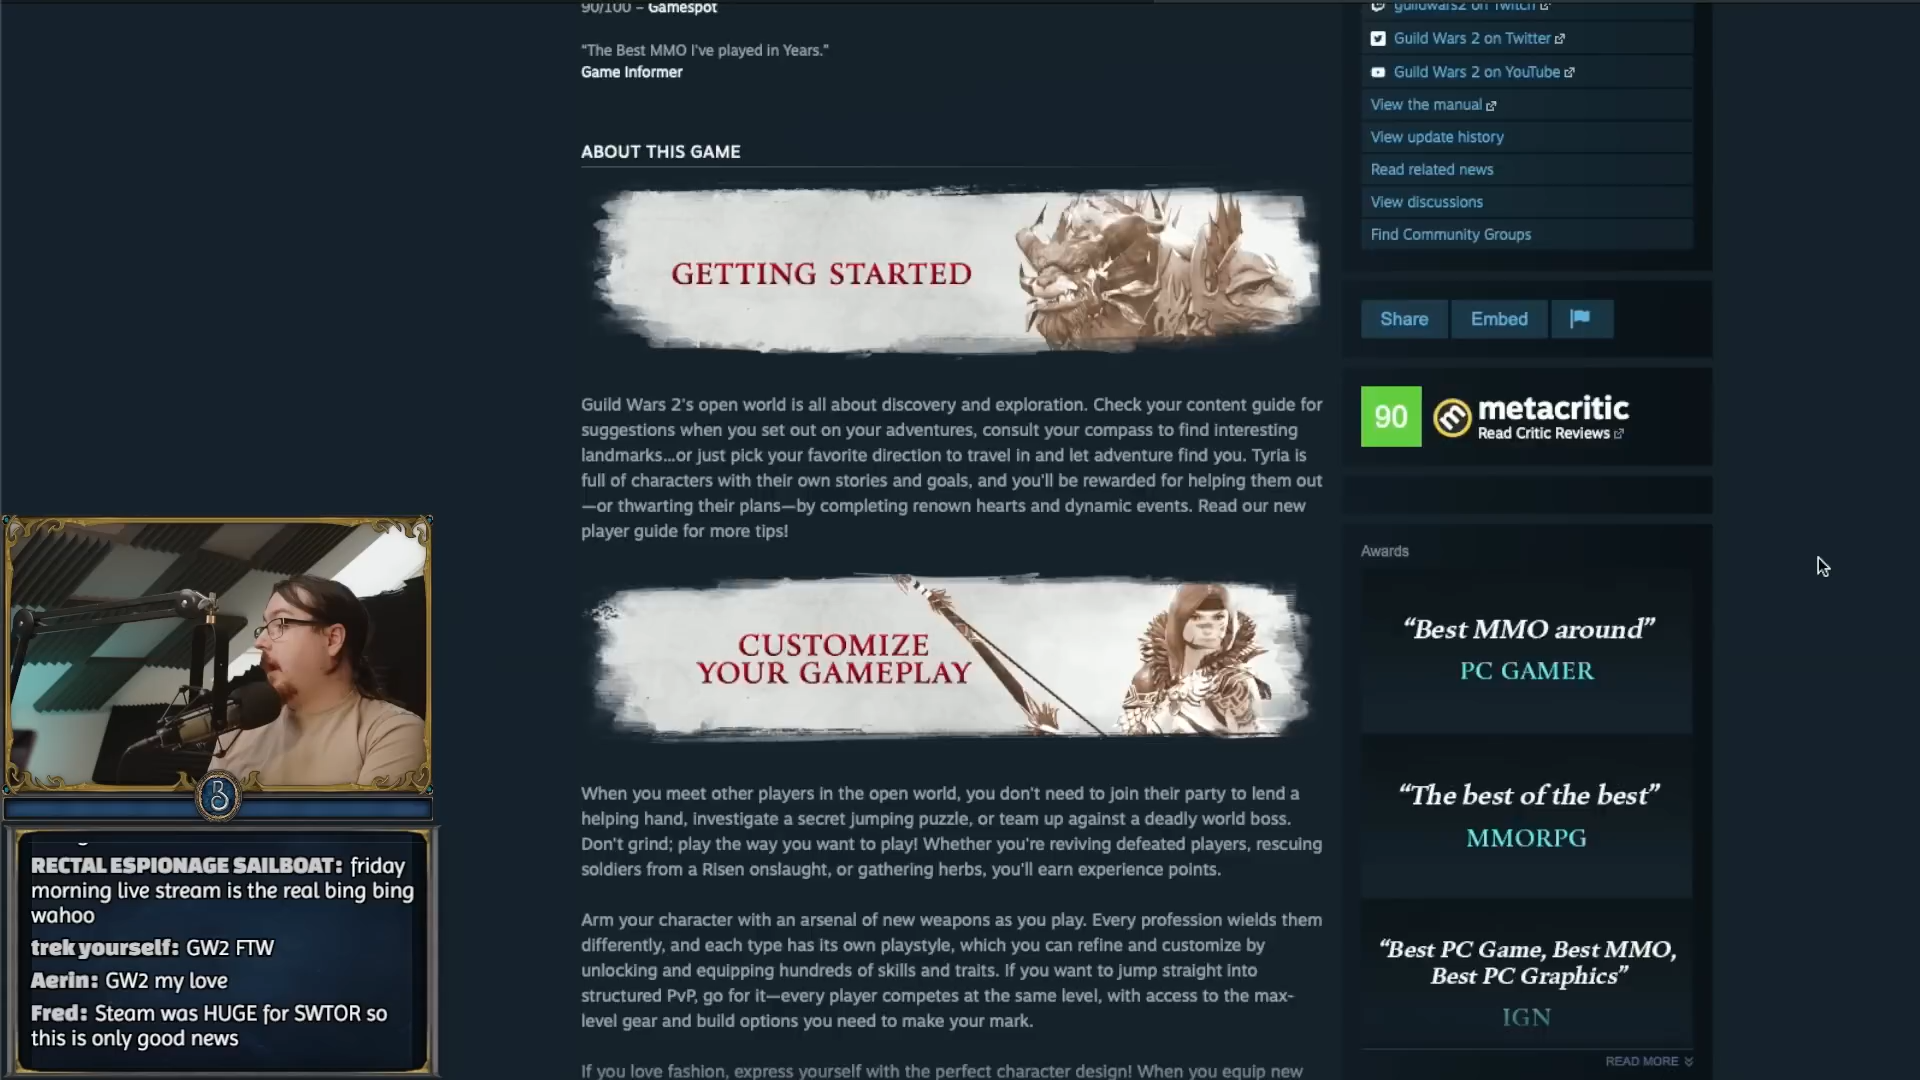 90/100 – Gamespot
“The Best MMO I've played in Years.”
Game Informer
ABOUT THIS GAME
GETTING STARTED
Guild Wars 2's open world is all about discovery and exploration. Check your content guide for
suggestions when you set out on your adventures, consult your compass to find interesting
landmarks...or just pick your favorite direction to travel in and let adventure find you. Tyria is
full of characters with their own stories and goals, and you'll be rewarded for helping them out
—or thwarting their plans—by completing renown hearts and dynamic events. Read our new
player guide for more tips!
CUSTOMIZE
YOUR GAMEPLAY
When you meet other players in the open world, you don't need to join their party to lend a
helping hand, investigate a secret jumping puzzle, or team up against a deadly world boss.
Don't grind; play the way you want to play! Whether you're reviving defeated players, rescuing
soldiers from a Risen onslaught, or gathering herbs, you'll earn experience points.
Arm your character with an arsenal of new weapons as you play. Every profession wields them
differently, and each type has its own playstyle, which you can refine and customize by
unlocking and equipping hundreds of skills and traits. If you want to jump straight into
structured PvP, go for it—every player competes at the same level, with access to the max-
level gear and build options you need to make your mark.
If you love fashion, express yourself with the perfect character design! When you equip new
guildwars2 on Twitch
Guild Wars 2 on Twitter
Guild Wars 2 on YouTube
View the manual
View update history
Read related news
View discussions
Find Community Groups
Share
Embed
90
metacritic
Read Critic Reviews
Awards
“Best MMO around”
PC GAMER
“The best of the best”
MMORPG
“Best PC Game, Best MMO,
Best PC Graphics”
IGN
READ MORE
B
RECTAL ESPIONAGE SAILBOAT: friday
morning live stream is the real bing bing
wahoo
trek yourself: GW2 FTW
Aerin: GW2 my love
Fred: Steam was HUGE for SWTOR so
this is only good news